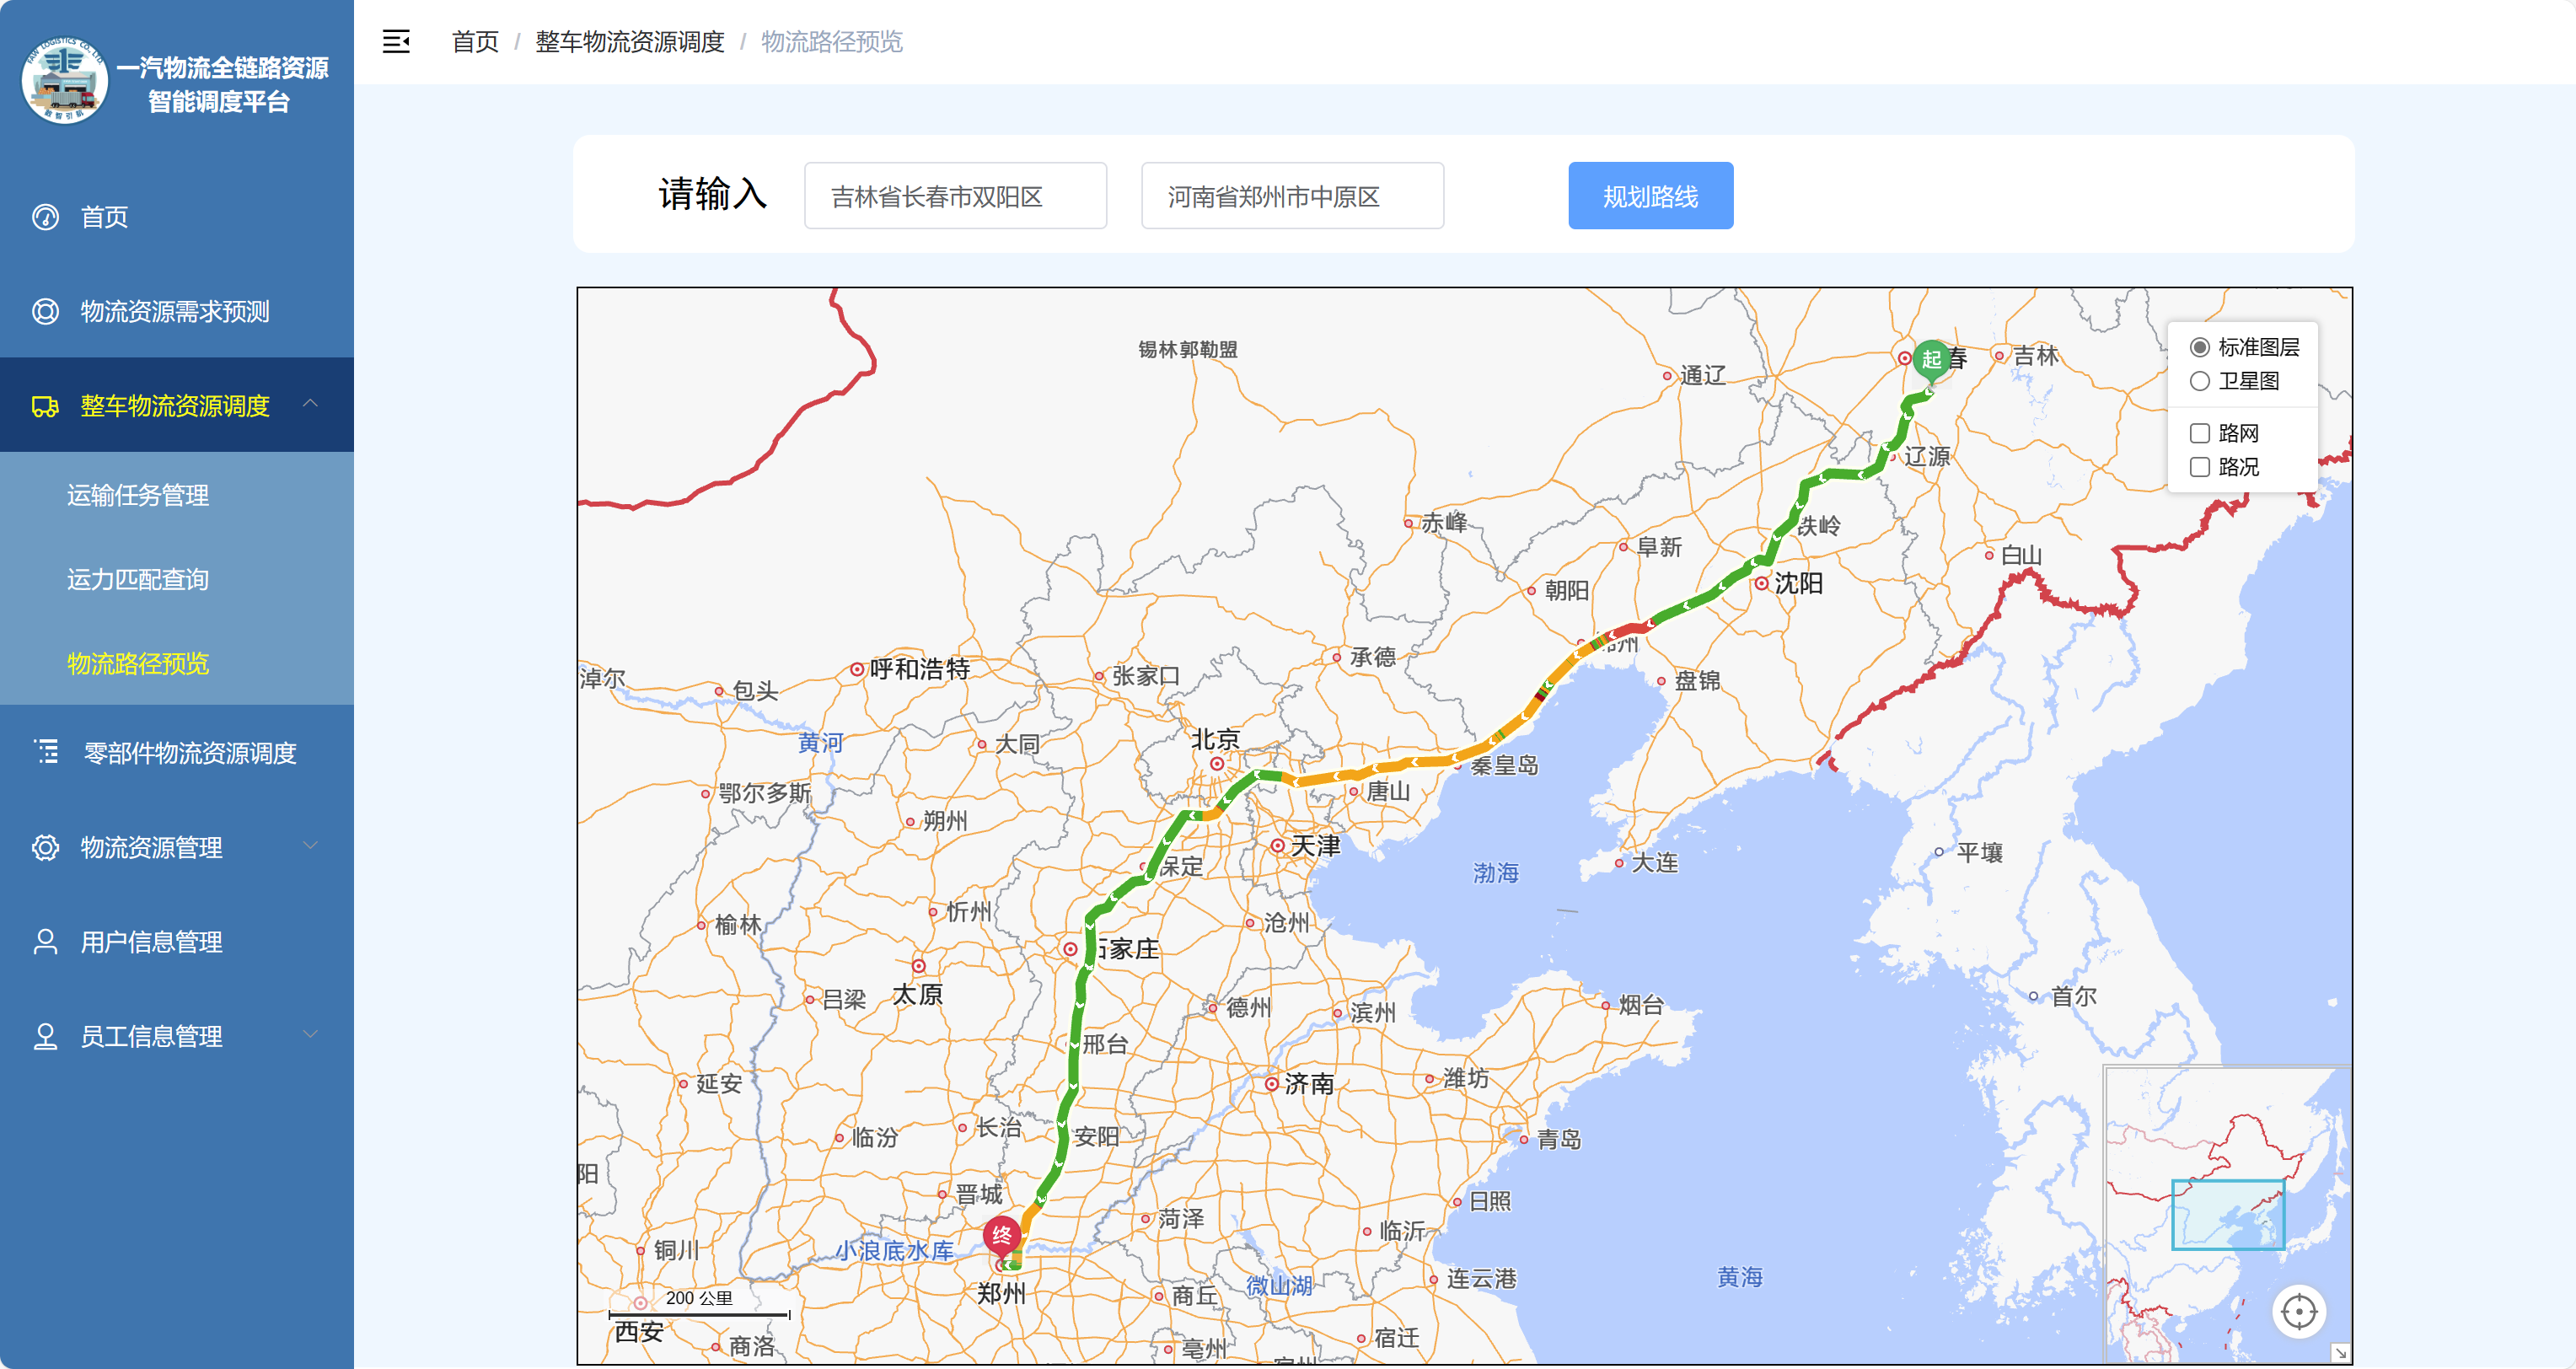 FAW LOGISTICS CO., LTD.
数智引航
一汽物流全链路资源
智能调度平台
首页
物流资源需求预测
整车物流资源调度
运输任务管理
运力匹配查询
物流路径预览
零部件物流资源调度
物流资源管理
用户信息管理
员工信息管理
首页 / 整车物流资源调度 / 物流路径预览
请输入 吉林省长春市双阳区 河南省郑州市中原区 规划路线
标准图层
卫星图
路网
路况
锡林郭勒盟
起
春
吉林
通辽
辽源
赤峰
铁岭
阜新
白山
朝阳
沈阳
州
承德
呼和浩特
张家口
淖尔
包头
盘锦
黄河
大同
北京
秦皇岛
鄂尔多斯
唐山
朔州
天津
平壤
保定
大连
渤海
忻州
榆林
沧州
石家庄
吕梁
太原
首尔
德州
滨州
烟台
邢台
延安
济南
潍坊
长治
安阳
临汾
青岛
阳
晋城
日照
菏泽
临沂
终
铜川
小浪底水库
郑州
微山湖
连云港
黄海
商丘
200 公里
西安
商洛
亳州
宿迁